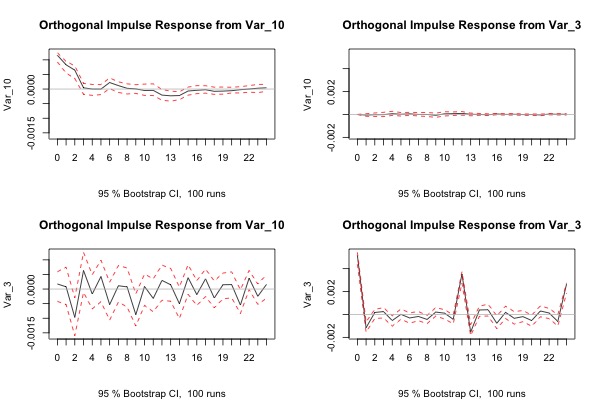 Orthogonal Impulse Response from Var_10
Var_10
0.0000
-0.0015
0 2 4 6 8 10 13 16 19 22
95 % Bootstrap CI, 100 runs
Orthogonal Impulse Response from Var_3
Var_10
0.002
-0.002
0 2 4 6 8 10 13 16 19 22
95 % Bootstrap CI, 100 runs
Orthogonal Impulse Response from Var_10
Var_3
0.0000
-0.0015
0 2 4 6 8 10 13 16 19 22
95 % Bootstrap CI, 100 runs
Orthogonal Impulse Response from Var_3
Var_3
0.002
-0.002
0 2 4 6 8 10 13 16 19 22
95 % Bootstrap CI, 100 runs